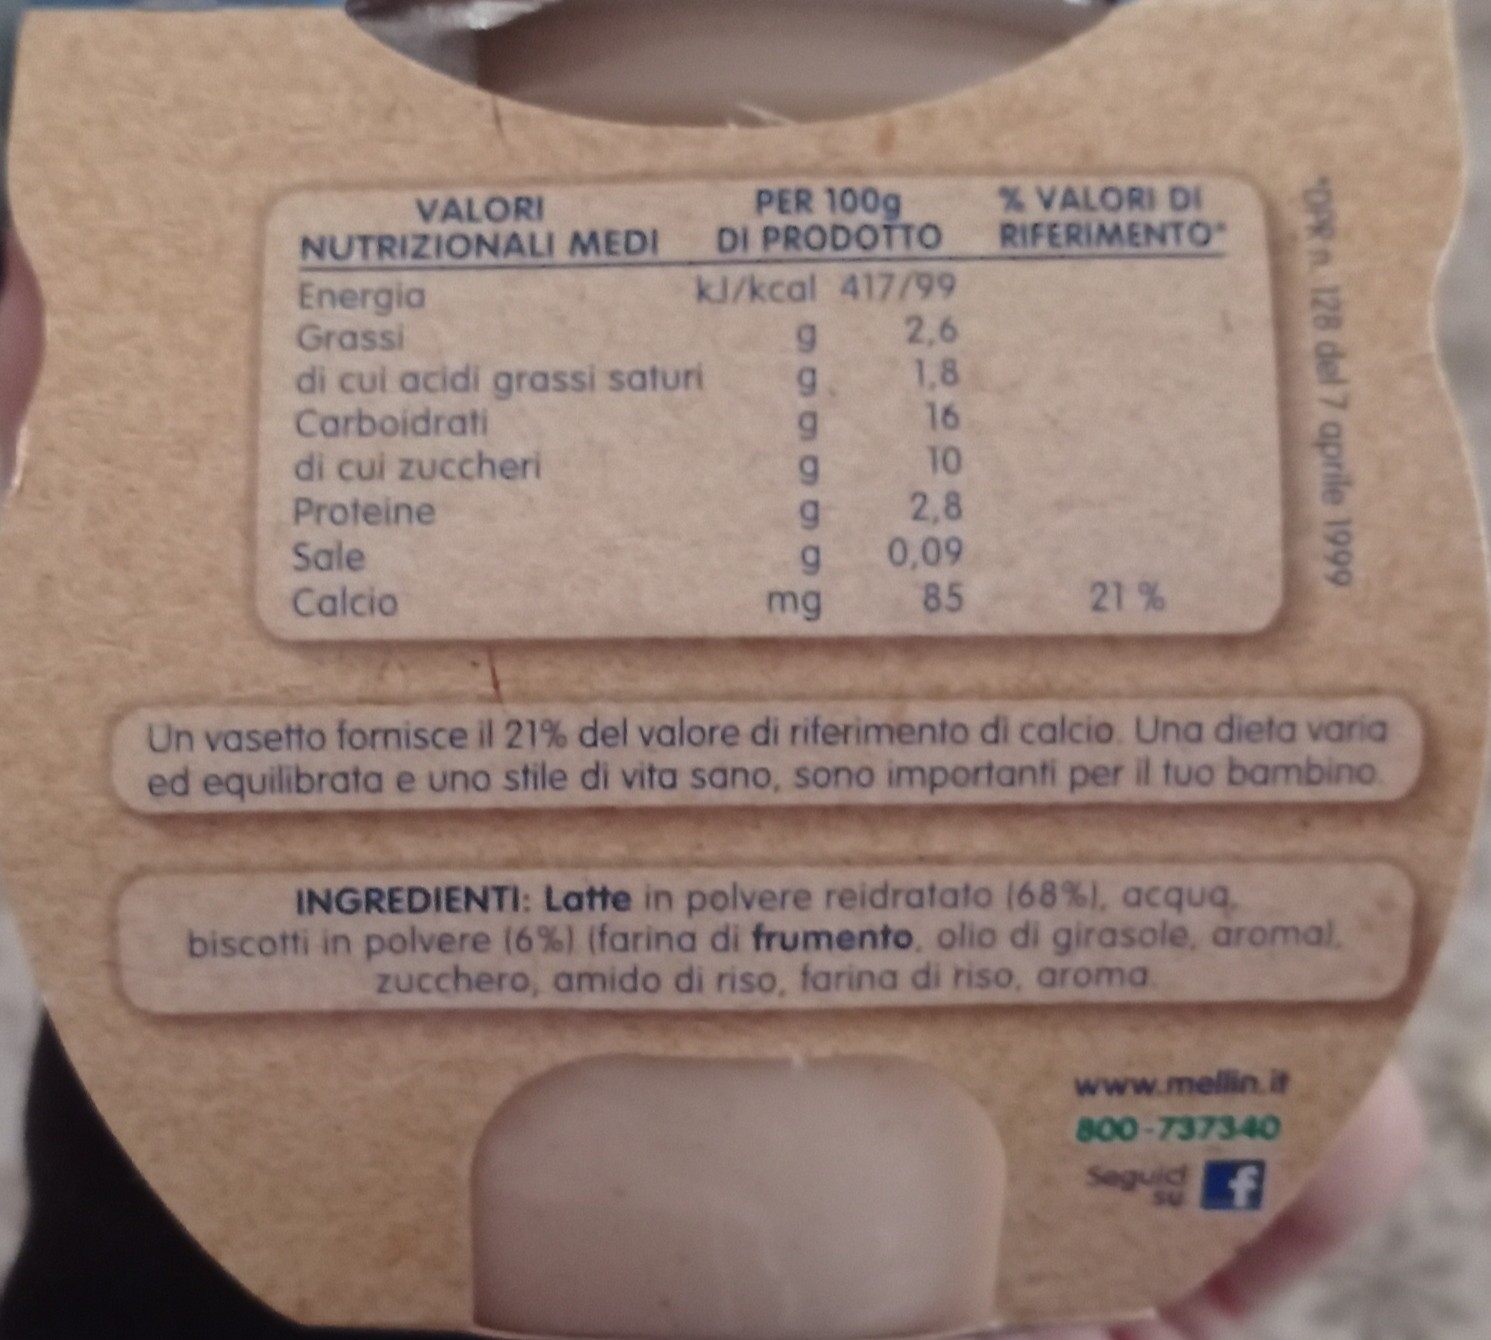 VALORI NUTRIZIONALI MEDI PER 100g DI PRODOTTO % VALORI DI RIFERIMENTO*
Energia kJ/kcal 417/99
Grassi g 2,6
di cui acidi grassi saturi g 1,8
Carboidrati g 16
di cui zuccheri g 10
Proteine g 2,8
Sale g 0,09
Calcio mg 85 21 %
*DPR n. 128 del 7 aprile 1999
Un vasetto fornisce il 21% del valore di riferimento di calcio. Una dieta varia
ed equilibrata e uno stile di vita sano, sono importanti per il tuo bambino.
INGREDIENTI: Latte in polvere reidratato (68%), acqua,
biscotti in polvere (6%) (farina di frumento, olio di girasole, aroma),
zucchero, amido di riso, farina di riso, aroma.
www.mellin.it
800-737340
Seguici
su f